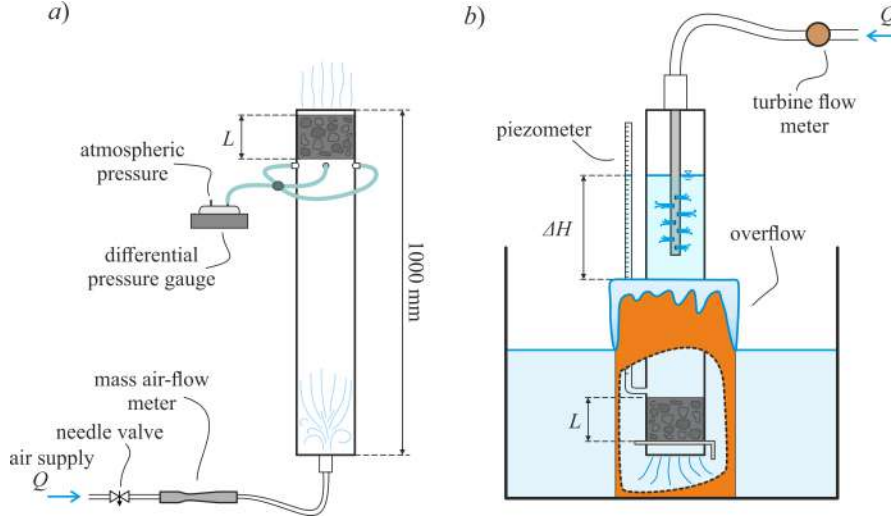 a)
L
atmospheric
pressure
differential
pressure gauge
1000 mm
mass air-flow
meter
needle valve
air supply
Q
b)
Q
turbine flow
meter
piezometer
ΔH
overflow
L